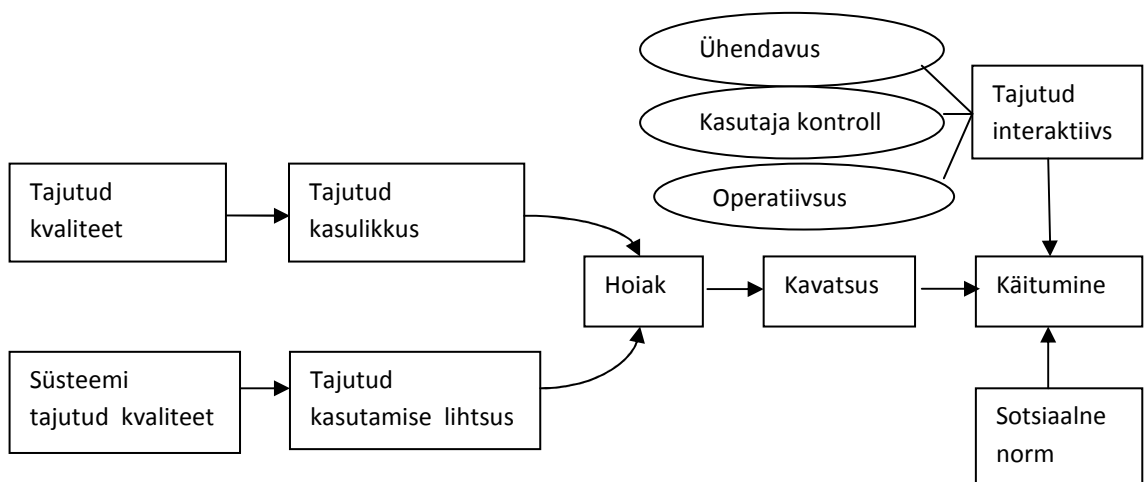 Ühendavus
Kasutaja kontroll
Operatiivsus
Tajutud
interaktiivs
Tajutud
kvaliteet
Tajutud
kasulikkus
Hoiak
Kavatsus
Käitumine
Süsteemi
tajutud kvaliteet
Tajutud
kasutamise lihtsus
Sotsiaalne
norm